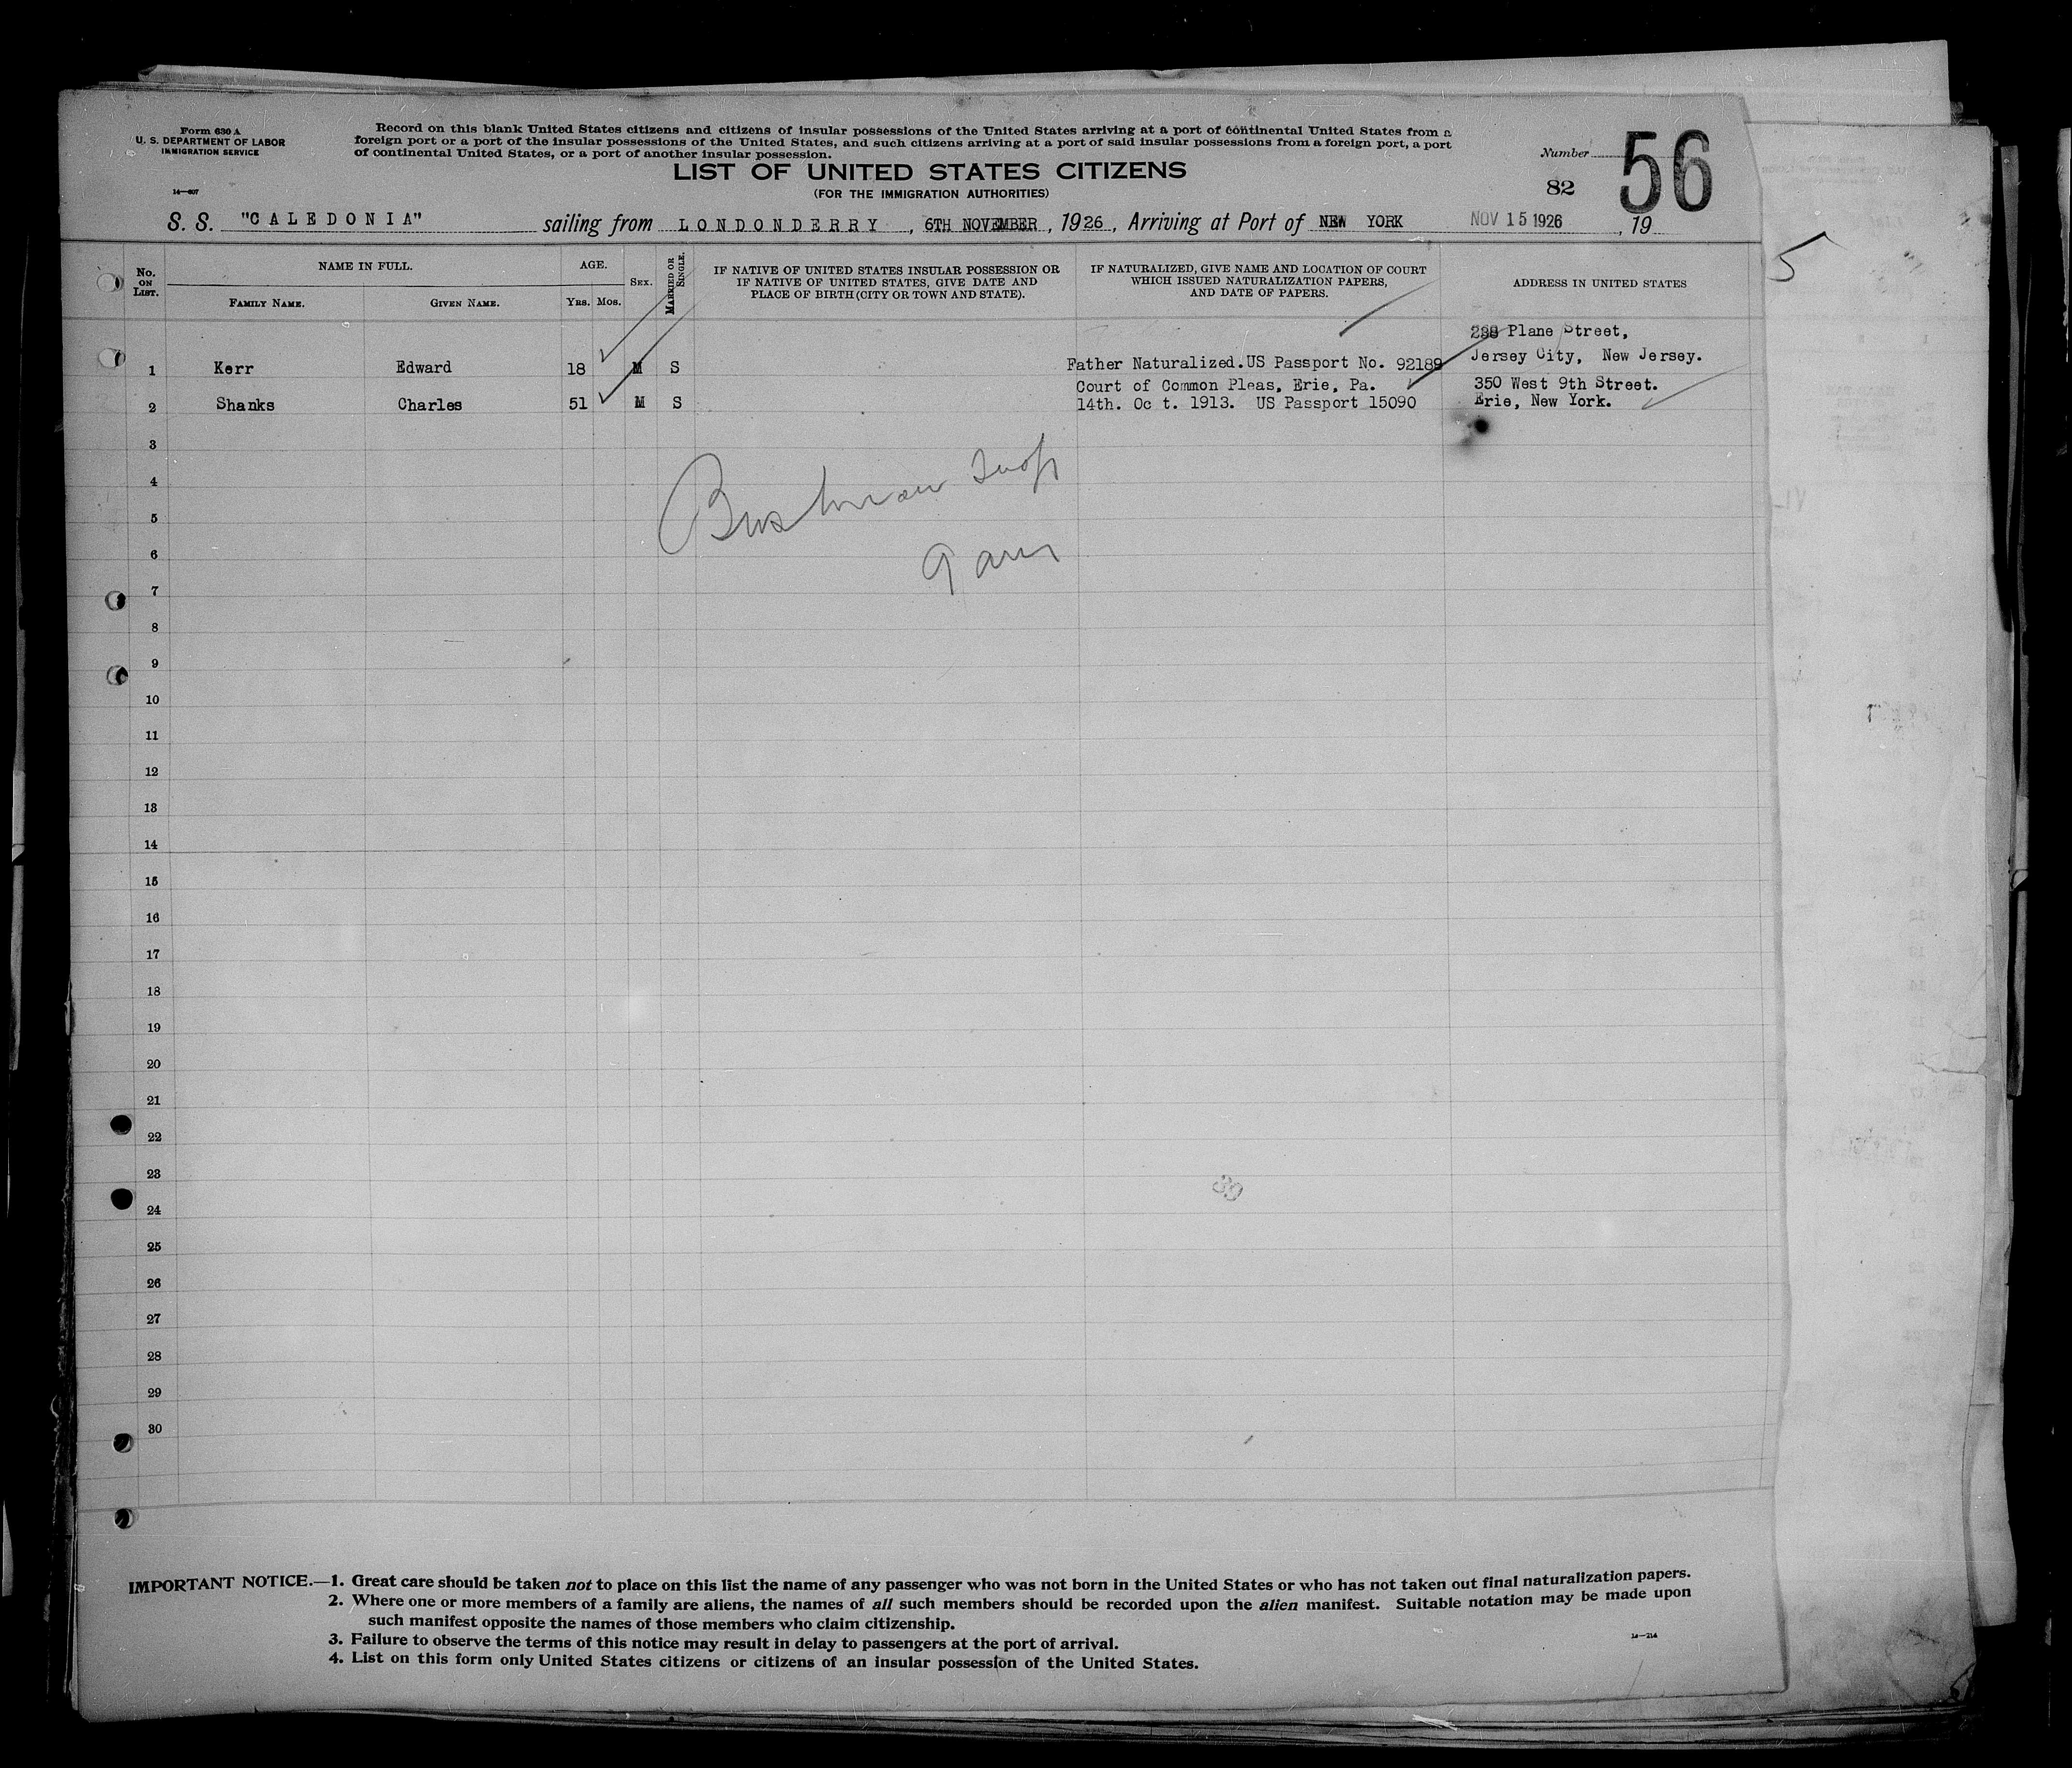 Form 630 A
U. S. DEPARTMENT OF LABOR
IMMIGRATION SERVICE
14—607
Record on this blank United States citizens and citizens of insular possessions of the United States arriving at a port of continental United States from a
foreign port or a port of the insular possessions of the United States, and such citizens arriving at a port of said insular possessions from a foreign port, a port
of continental United States, or a port of another insular possession.
LIST OF UNITED STATES CITIZENS
(FOR THE IMMIGRATION AUTHORITIES)
Number 56
82
S. S. "CALEDONIA" sailing from LONDONDERRY, 6TH NOVEMBER, 1926, Arriving at Port of NEW YORK NOV 15 1926, 19
5
No. ON LIST.
NAME IN FULL.
FAMILY NAME.
GIVEN NAME.
AGE.
YRS. MOS.
SEX.
MARRIED OR SINGLE.
IF NATIVE OF UNITED STATES INSULAR POSSESSION OR
IF NATIVE OF UNITED STATES, GIVE DATE AND
PLACE OF BIRTH (CITY OR TOWN AND STATE).
IF NATURALIZED, GIVE NAME AND LOCATION OF COURT
WHICH ISSUED NATURALIZATION PAPERS,
AND DATE OF PAPERS.
ADDRESS IN UNITED STATES
Plane Street,
1 Kerr Edward 18 M S Father Naturalized.US Passport No. 92189 Jersey City, New Jersey.
Court of Common Pleas, Erie, Pa. 350 West 9th Street.
2 Shanks Charles 51 M S 14th. Oc t. 1913. US Passport 15090 Erie, New York.
3
4
5
6
7
8
9
10
11
12
13
14
15
16
17
18
19
20
21
22
23
24
25
26
27
28
29
30
IMPORTANT NOTICE.—1. Great care should be taken not to place on this list the name of any passenger who was not born in the United States or who has not taken out final naturalization papers.
2. Where one or more members of a family are aliens, the names of all such members should be recorded upon the alien manifest. Suitable notation may be made upon
such manifest opposite the names of those members who claim citizenship.
3. Failure to observe the terms of this notice may result in delay to passengers at the port of arrival.
4. List on this form only United States citizens or citizens of an insular possession of the United States.
14—214